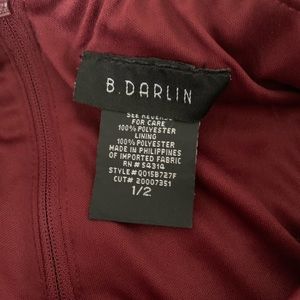 B.DARLIN
SEE REVERSE
FOR CARE
100% POLYESTER
LINING
100% POLYESTER
MADE IN PHILIPPINES
OF IMPORTED FABRIC
RN# 54314
STYLE# Q015B727F
CUT# 20007351
1/2